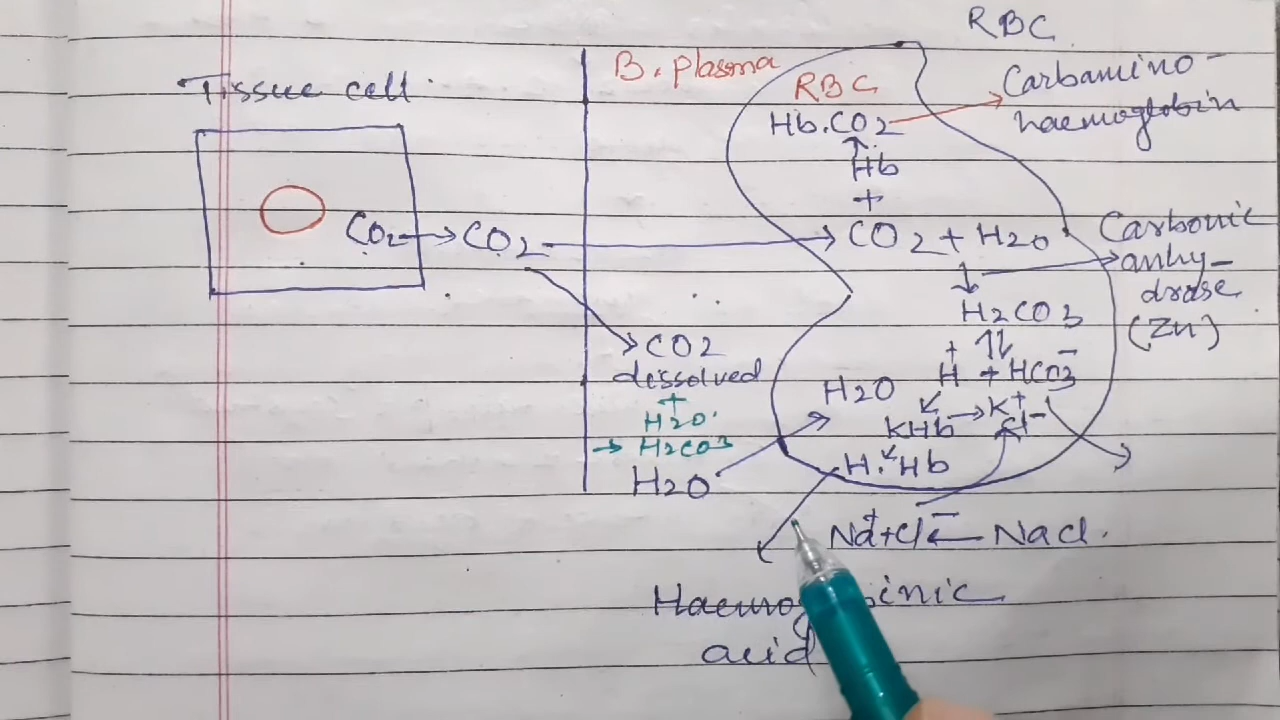 RBC
B. plasma
Tissue cell
RBC
Carbamino-
haemoglobin
Hb.CO2
Hb
+
CO2 → CO2 → CO2 + H2O
Carbonic
anhy-
drase
(Zn)
H2CO3
⇅
H+ + HCO3-
CO2
dissolved
+
H2O
→ H2CO3
H2O
H2O
KHb → K+
Cl-
H.Hb
Na+ + Cl- ← NaCl.
acid